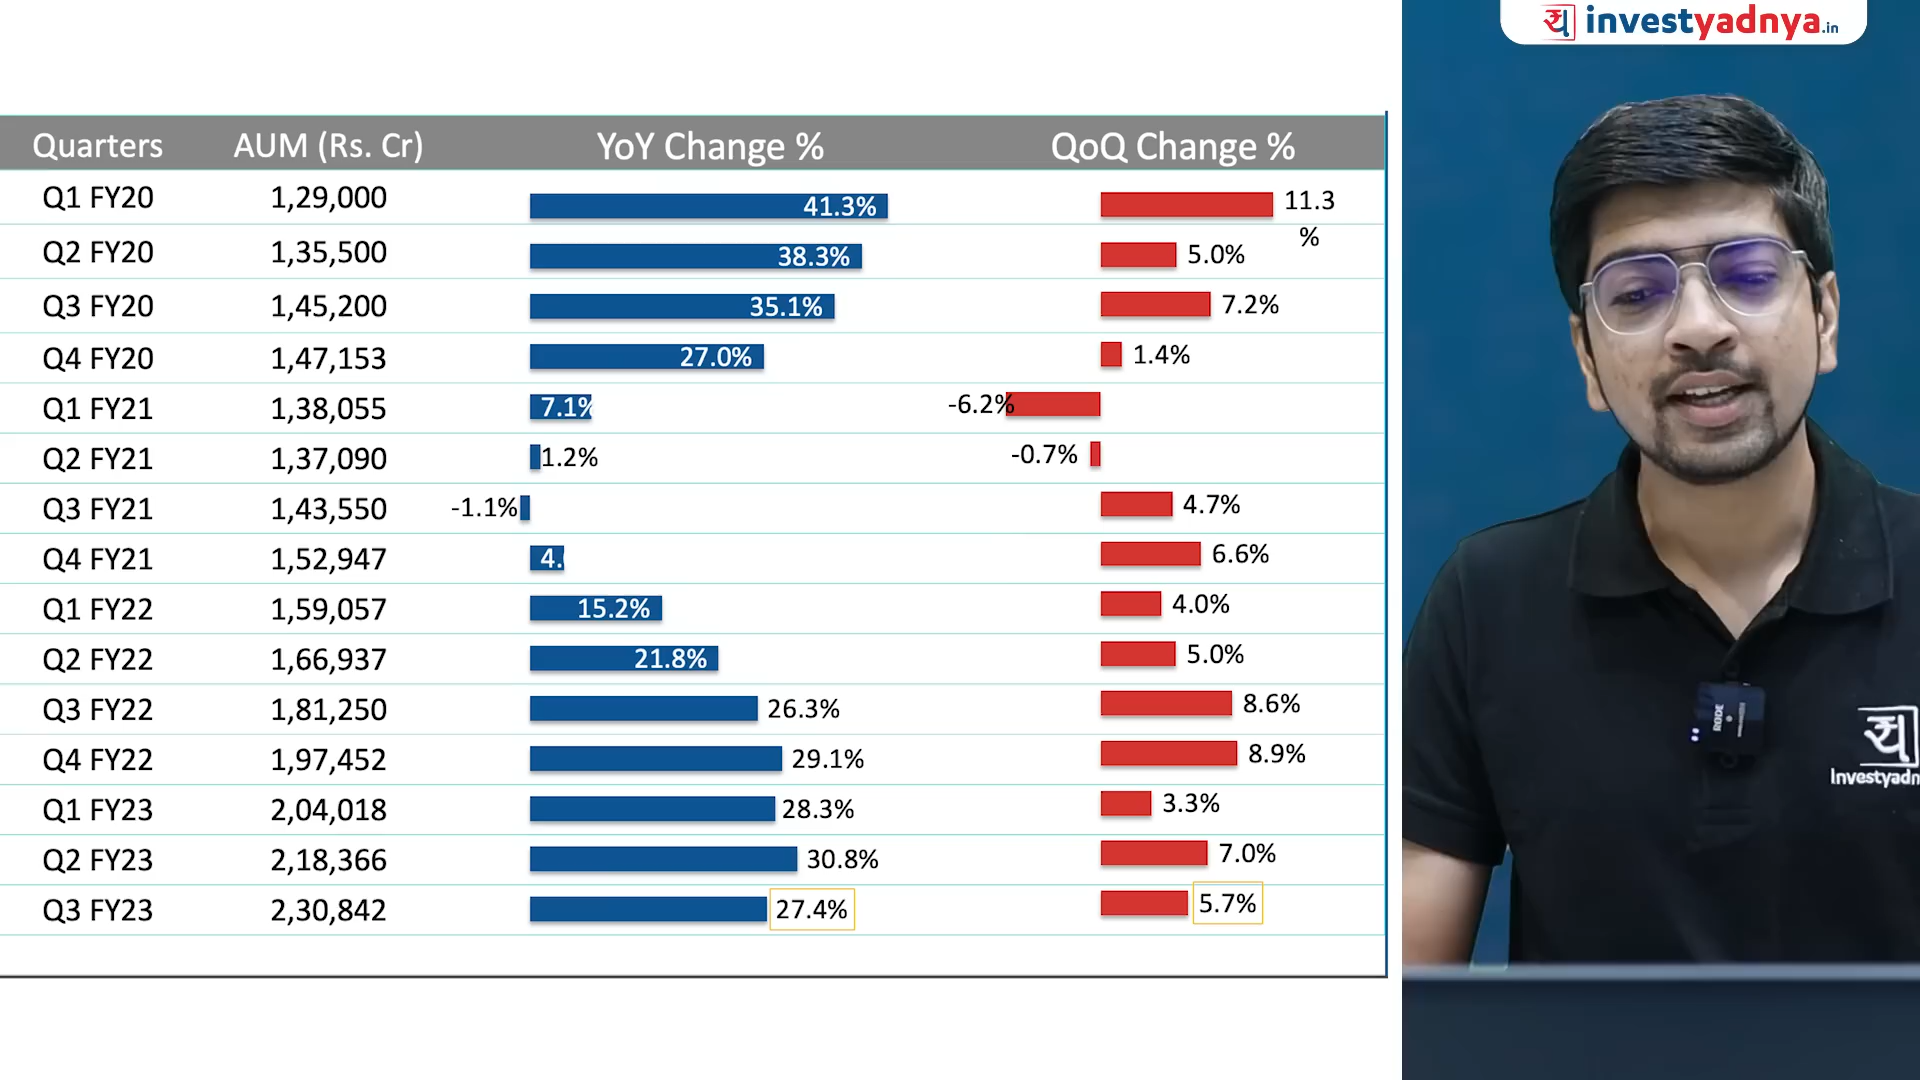 investyadnya.in
Quarters AUM (Rs. Cr) YoY Change % QoQ Change %
Q1 FY20 1,29,000 41.3% 11.3
%
Q2 FY20 1,35,500 38.3% 5.0%
Q3 FY20 1,45,200 35.1% 7.2%
Q4 FY20 1,47,153 27.0% 1.4%
Q1 FY21 1,38,055 7.1% -6.2%
Q2 FY21 1,37,090 1.2% -0.7%
Q3 FY21 1,43,550 -1.1% 4.7%
Q4 FY21 1,52,947 4. 6.6%
Q1 FY22 1,59,057 15.2% 4.0%
Q2 FY22 1,66,937 21.8% 5.0%
Q3 FY22 1,81,250 26.3% 8.6%
Q4 FY22 1,97,452 29.1% 8.9%
Q1 FY23 2,04,018 28.3% 3.3%
Q2 FY23 2,18,366 30.8% 7.0%
Q3 FY23 2,30,842 27.4% 5.7%
RODE
Investyadn